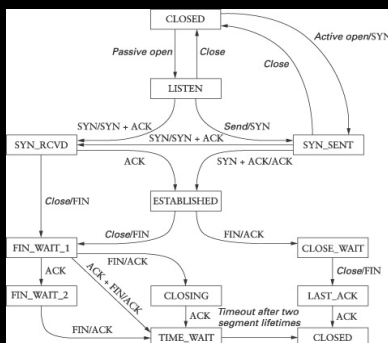 CLOSED
Active open/SYN
Passive open
Close
Close
LISTEN
SYN/SYN + ACK
Send/SYN
SYN/SYN + ACK
SYN_RCVD
SYN_SENT
ACK
SYN + ACK/ACK
ESTABLISHED
Close/FIN
Close/FIN
FIN/ACK
FIN_WAIT_1
CLOSE_WAIT
FIN/ACK
ACK
ACK + FIN/ACK
Close/FIN
FIN_WAIT_2
CLOSING
LAST_ACK
ACK
Timeout after two
segment lifetimes
ACK
FIN/ACK
TIME_WAIT
CLOSED